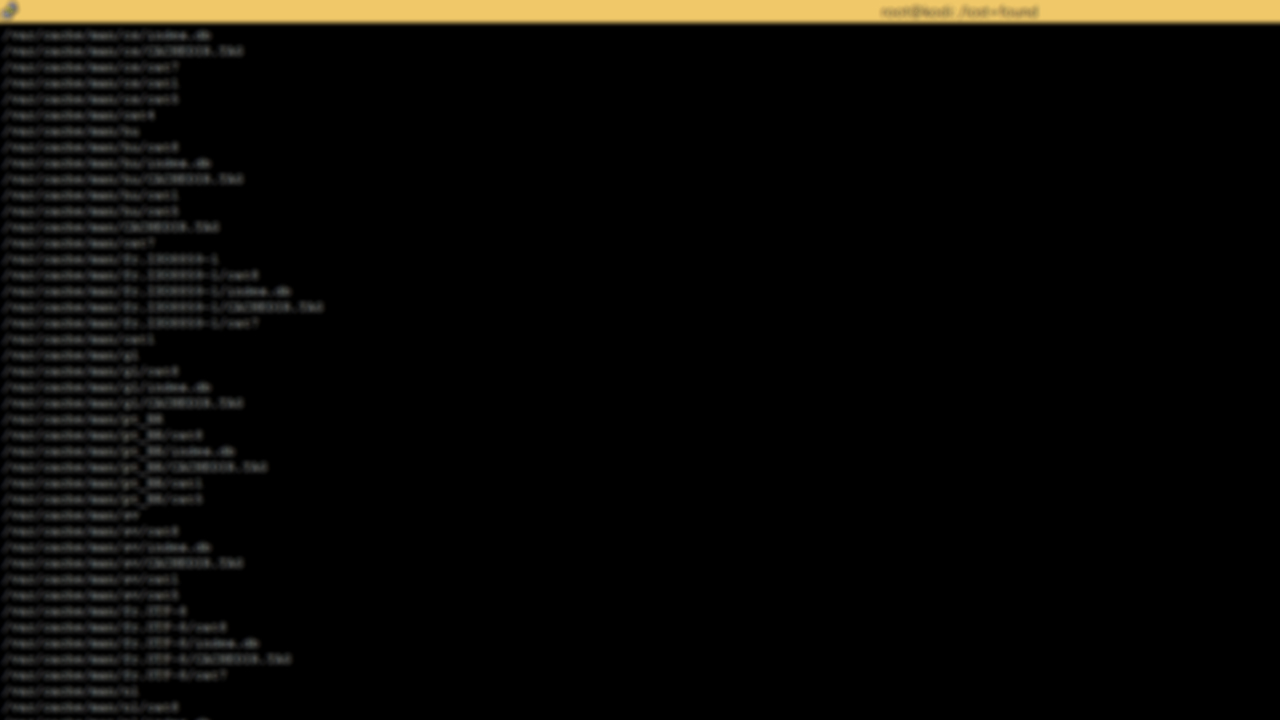 root@kodi: /lost+found
/var/cache/man/cs/index.db
/var/cache/man/cs/CACHEDIR.TAG
/var/cache/man/cs/cat7
/var/cache/man/cs/cat1
/var/cache/man/cs/cat5
/var/cache/man/cat4
/var/cache/man/hu
/var/cache/man/hu/cat8
/var/cache/man/hu/index.db
/var/cache/man/hu/CACHEDIR.TAG
/var/cache/man/hu/cat1
/var/cache/man/hu/cat5
/var/cache/man/CACHEDIR.TAG
/var/cache/man/cat7
/var/cache/man/fr.ISO8859-1
/var/cache/man/fr.ISO8859-1/cat8
/var/cache/man/fr.ISO8859-1/index.db
/var/cache/man/fr.ISO8859-1/CACHEDIR.TAG
/var/cache/man/fr.ISO8859-1/cat7
/var/cache/man/cat1
/var/cache/man/gl
/var/cache/man/gl/cat8
/var/cache/man/gl/index.db
/var/cache/man/gl/CACHEDIR.TAG
/var/cache/man/pt_BR
/var/cache/man/pt_BR/cat8
/var/cache/man/pt_BR/index.db
/var/cache/man/pt_BR/CACHEDIR.TAG
/var/cache/man/pt_BR/cat1
/var/cache/man/pt_BR/cat5
/var/cache/man/sv
/var/cache/man/sv/cat8
/var/cache/man/sv/index.db
/var/cache/man/sv/CACHEDIR.TAG
/var/cache/man/sv/cat1
/var/cache/man/sv/cat5
/var/cache/man/fr.UTF-8
/var/cache/man/fr.UTF-8/cat8
/var/cache/man/fr.UTF-8/index.db
/var/cache/man/fr.UTF-8/CACHEDIR.TAG
/var/cache/man/fr.UTF-8/cat7
/var/cache/man/sl
/var/cache/man/sl/cat8